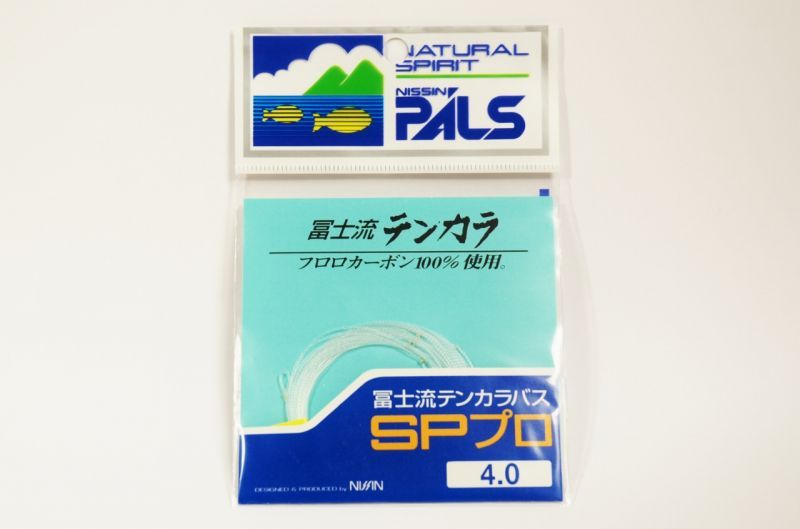 NATURAL
SPIRIT
NISSIN
PALS
冨士流テンカラ
フロロカーボン100%使用。
冨士流テンカラバス
SPプロ
4.0
DESIGNED & PRODUCED by NISSIN